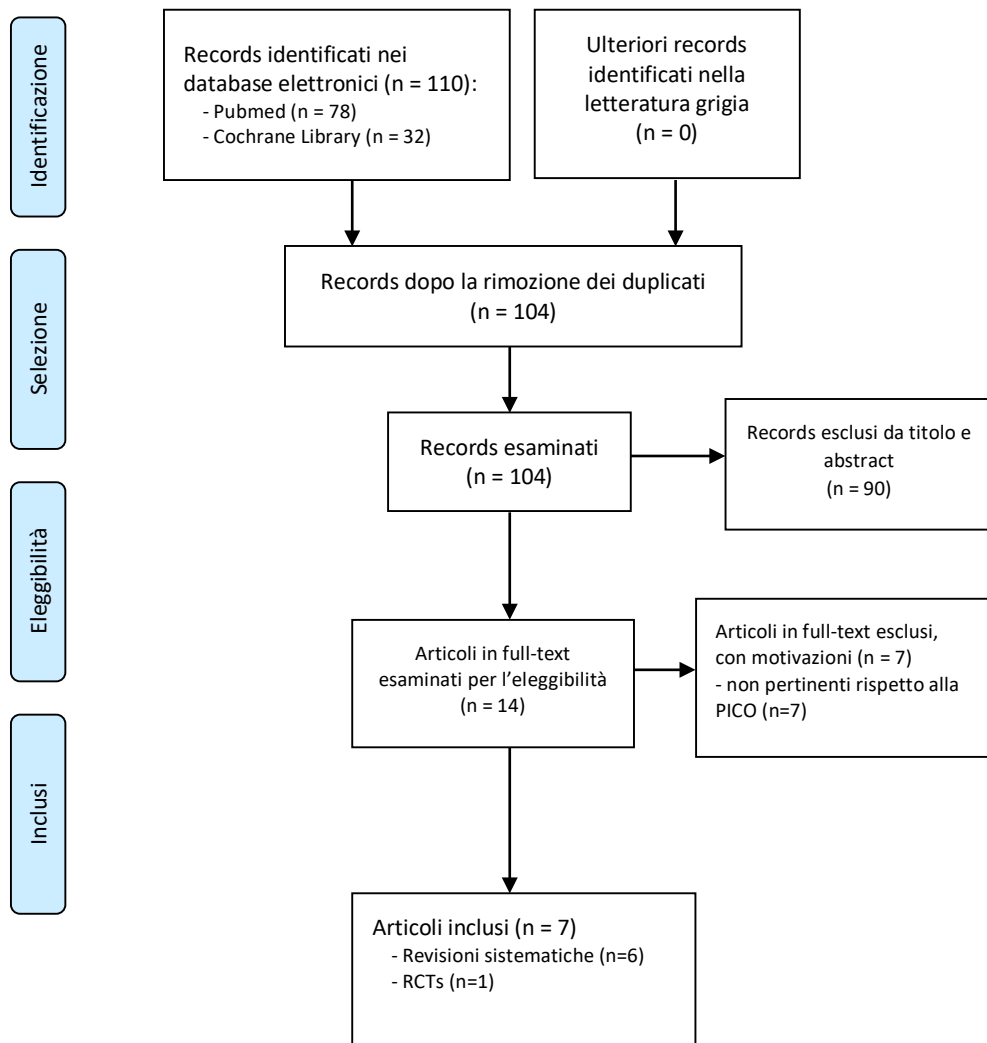 Identificazione
Records identificati nei
database elettronici (n = 110):
- Pubmed (n = 78)
- Cochrane Library (n = 32)
Ulteriori records
identificati nella
letteratura grigia
(n = 0)
Selezione
Records dopo la rimozione dei duplicati
(n = 104)
Records esaminati
(n = 104)
Records esclusi da titolo e
abstract
(n = 90)
Eleggibilità
Articoli in full-text
esaminati per l’eleggibilità
(n = 14)
Articoli in full-text esclusi,
con motivazioni (n = 7)
- non pertinenti rispetto alla
PICO (n=7)
Inclusi
Articoli inclusi (n = 7)
- Revisioni sistematiche (n=6)
- RCTs (n=1)